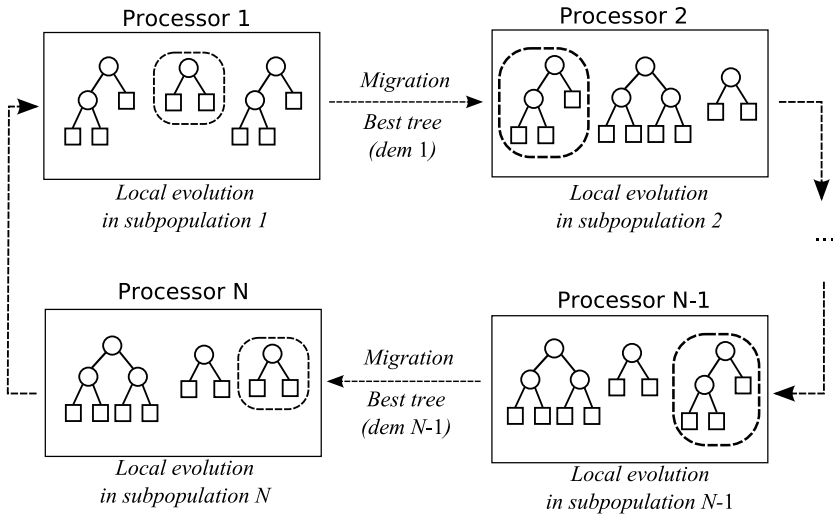 Processor 1
Processor 2
Migration
Best tree
(dem 1)
Local evolution
in subpopulation 1
Local evolution
in subpopulation 2
...
Processor N
Processor N-1
Migration
Best tree
(dem N-1)
Local evolution
in subpopulation N
Local evolution
in subpopulation N-1